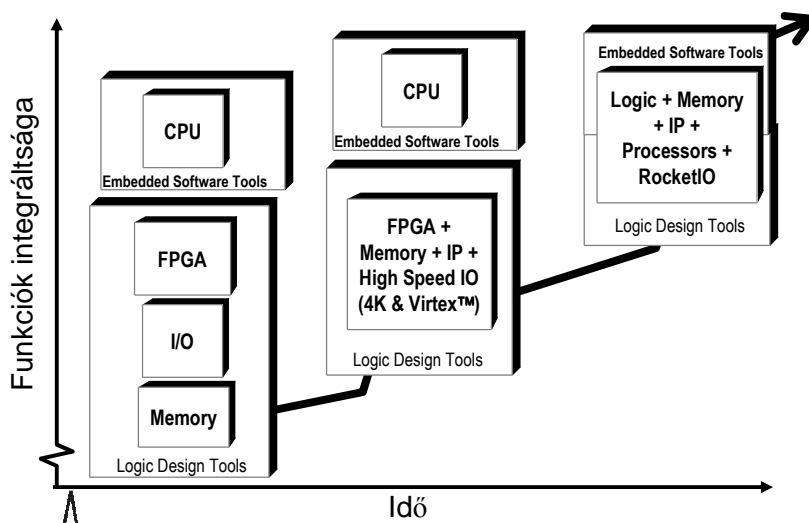 Funkciók integráltsága
CPU
Embedded Software Tools
FPGA
I/O
Memory
Logic Design Tools
CPU
Embedded Software Tools
FPGA +
Memory + IP +
High Speed IO
(4K & Virtex™)
Logic Design Tools
Embedded Software Tools
Logic + Memory
+ IP +
Processors +
RocketIO
Logic Design Tools
Idő